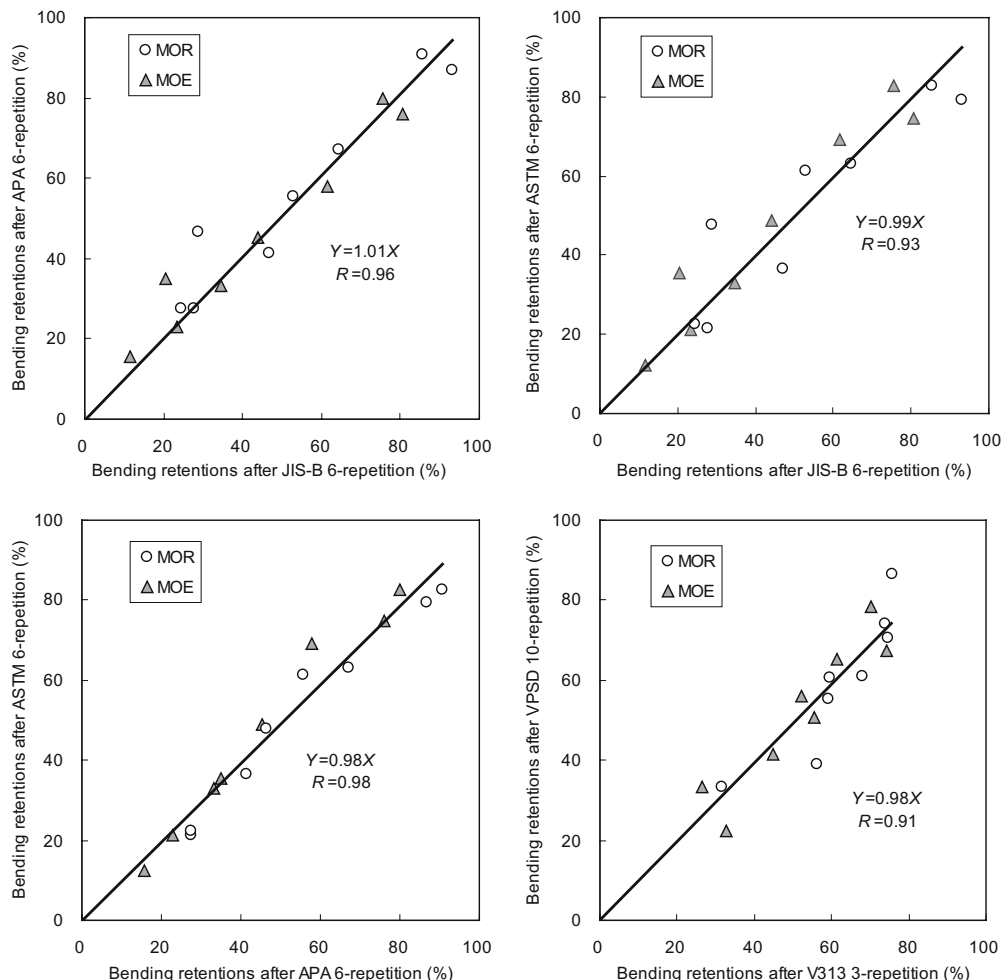 Bending retentions after APA 6-repetition (%)
100
80
60
40
20
0
MOR
MOE
Y=1.01X
R=0.96
0 20 40 60 80 100
Bending retentions after JIS-B 6-repetition (%)
Bending retentions after ASTM 6-repetition (%)
100
80
60
40
20
0
MOR
MOE
Y=0.99X
R=0.93
0 20 40 60 80 100
Bending retentions after JIS-B 6-repetition (%)
Bending retentions after ASTM 6-repetition (%)
100
80
60
40
20
0
MOR
MOE
Y=0.98X
R=0.98
0 20 40 60 80 100
Bending retentions after APA 6-repetition (%)
Bending retentions after VPSD 10-repetition (%)
100
80
60
40
20
0
MOR
MOE
Y=0.98X
R=0.91
0 20 40 60 80 100
Bending retentions after V313 3-repetition (%)